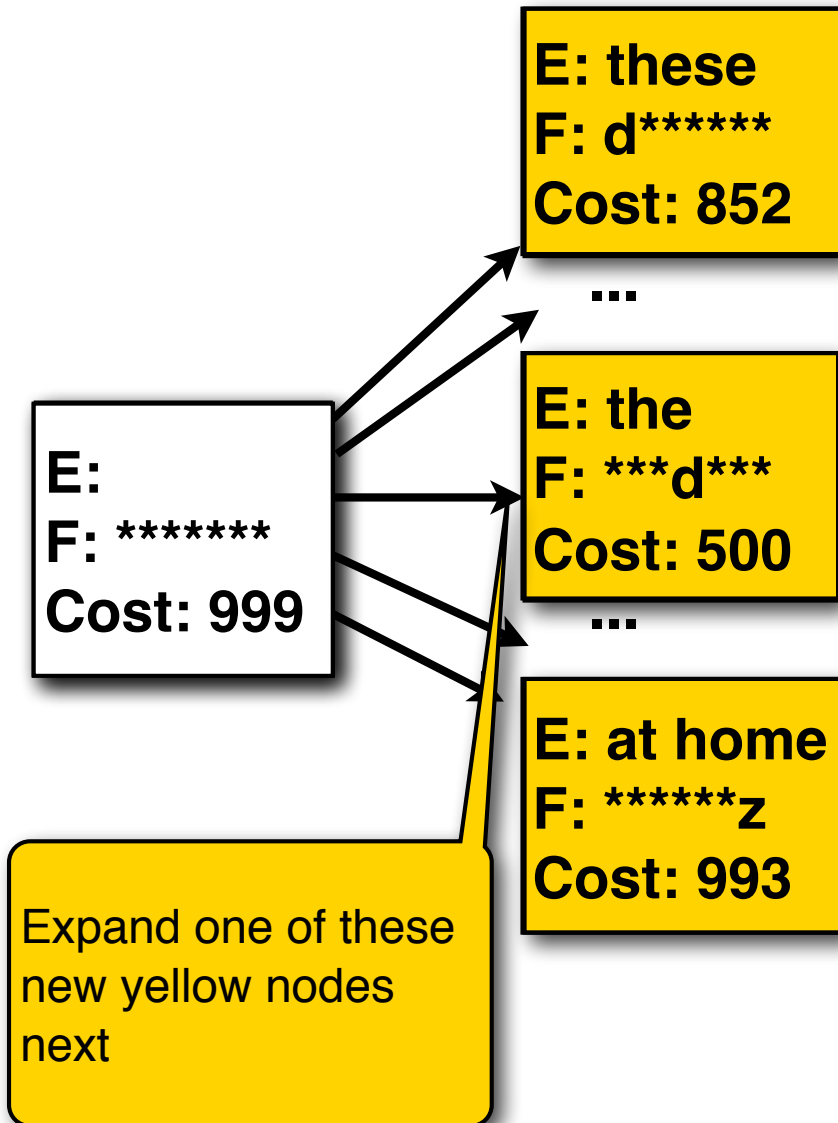 E: these
F: d******
Cost: 852
...
E:
F: *******
Cost: 999
E: the
F: ***d***
Cost: 500
...
E: at home
F: ******z
Cost: 993
Expand one of these
new yellow nodes
next